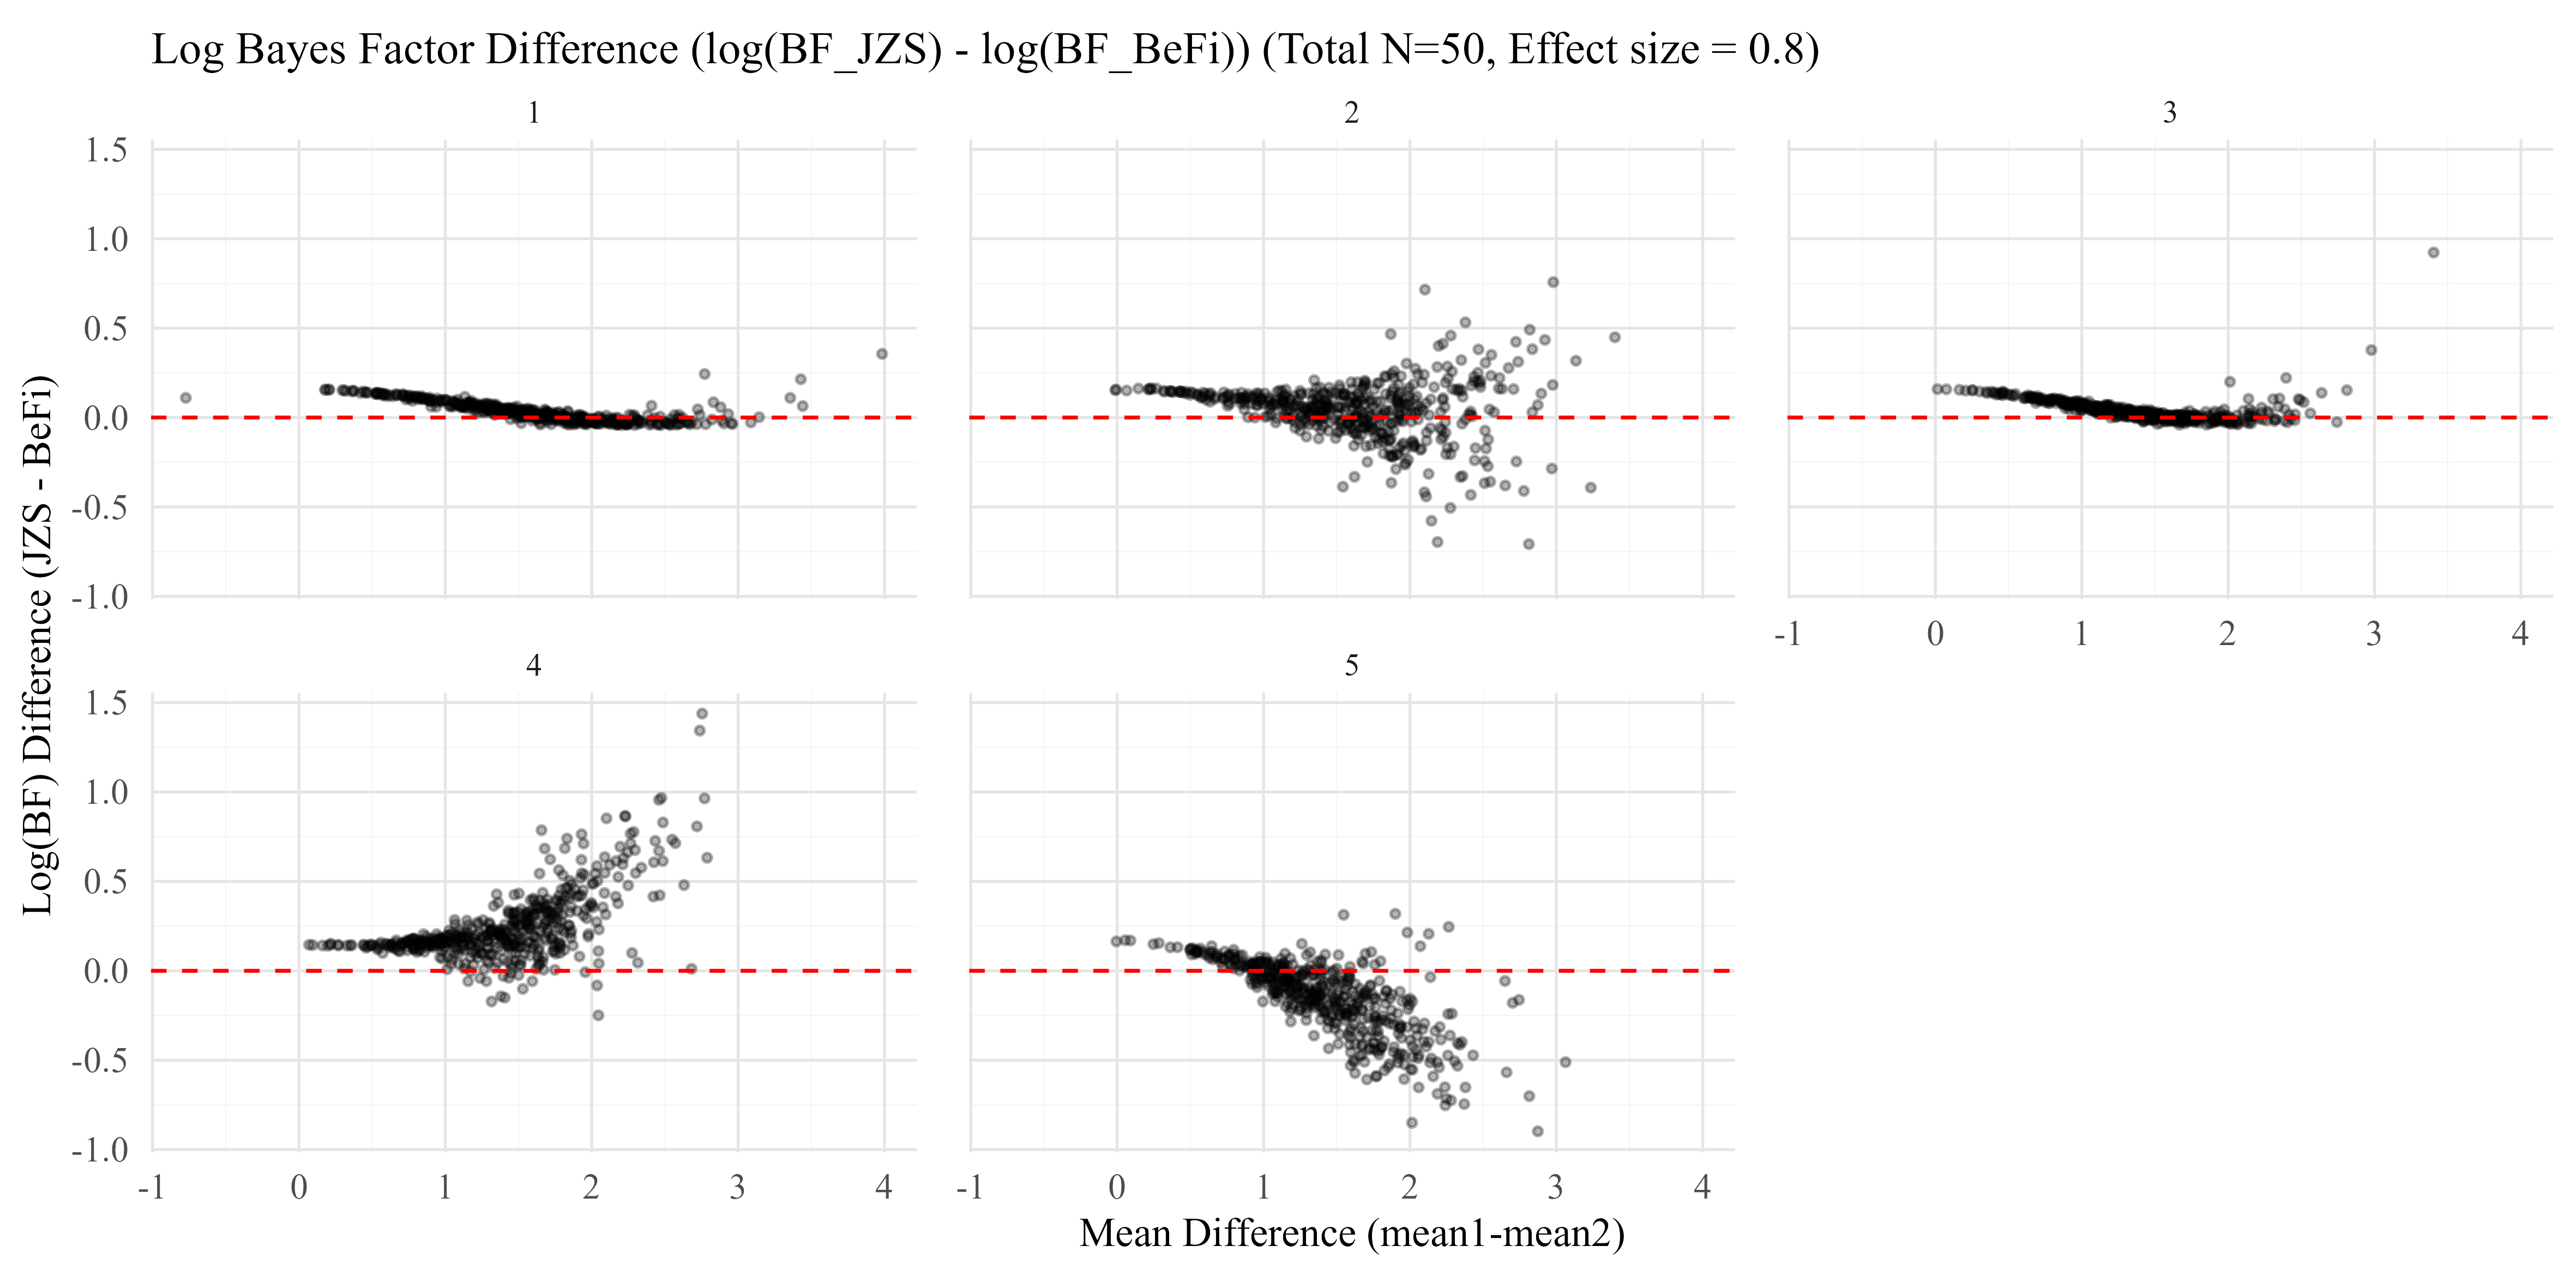 Log Bayes Factor Difference (log(BF_JZS) - log(BF_BeFi)) (Total N=50, Effect size = 0.8)
1 2 3
1.5
1.0
0.5
0.0
-0.5
-1.0
-1 0 1 2 3 4
4 5
1.5
1.0
0.5
0.0
-0.5
-1.0
-1 0 1 2 3 4 -1 0 1 2 3 4
Log(BF) Difference (JZS - BeFi)
Mean Difference (mean1-mean2)